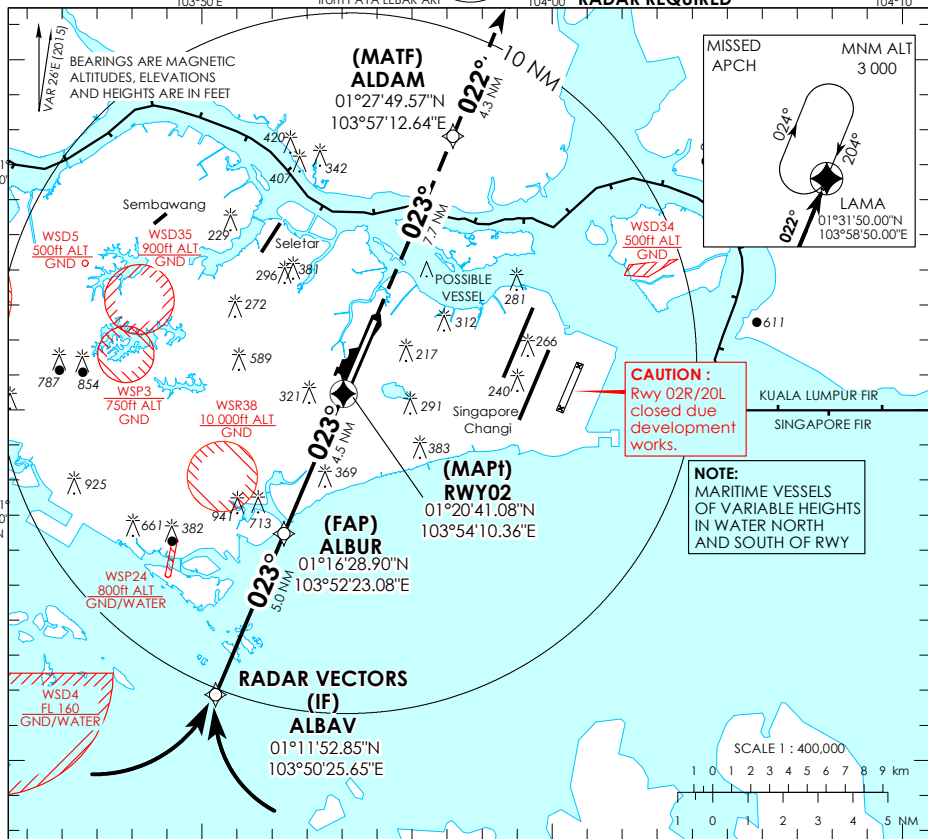 103°50'E
from PAYA LEBAR ARP
104°00'
RADAR REQUIRED
104°10'
VAR 26'E (2015)
BEARINGS ARE MAGNETIC
ALTITUDES, ELEVATIONS
AND HEIGHTS ARE IN FEET
(MATF)
ALDAM
01°27'49.57"N
103°57'12.64"E
022°
4.3 NM
10 NM
MISSED
APCH
MNM ALT
3 000
024°
204°
LAMA
01°31'50.00"N
103°58'50.00"E
022°
420
407
342
Sembawang
229
Seletar
023°
7.7 NM
WSD5
500ft ALT
GND
WSD35
900ft ALT
GND
296
381
272
POSSIBLE
VESSEL
281
312
WSD34
500ft ALT
GND
611
787
854
WSP3
750ft ALT
GND
589
217
266
240
321
291
Singapore
Changi
CAUTION :
Rwy 02R/20L
closed due
development
works.
KUALA LUMPUR FIR
SINGAPORE FIR
WSR38
10 000ft ALT
GND
023°
4.5 NM
383
369
(MAPt)
RWY02
01°20'41.08"N
103°54'10.36"E
NOTE:
MARITIME VESSELS
OF VARIABLE HEIGHTS
IN WATER NORTH
AND SOUTH OF RWY
925
941
713
661
382
(FAP)
ALBUR
01°16'28.90"N
103°52'23.08"E
WSP24
800ft ALT
GND/WATER
023°
5.0 NM
RADAR VECTORS
(IF)
ALBAV
01°11'52.85"N
103°50'25.65"E
WSD4
FL 160
GND/WATER
SCALE 1 : 400,000
1 0 1 2 3 4 5 6 7 8 9 km
1 0 1 2 3 4 5 NM